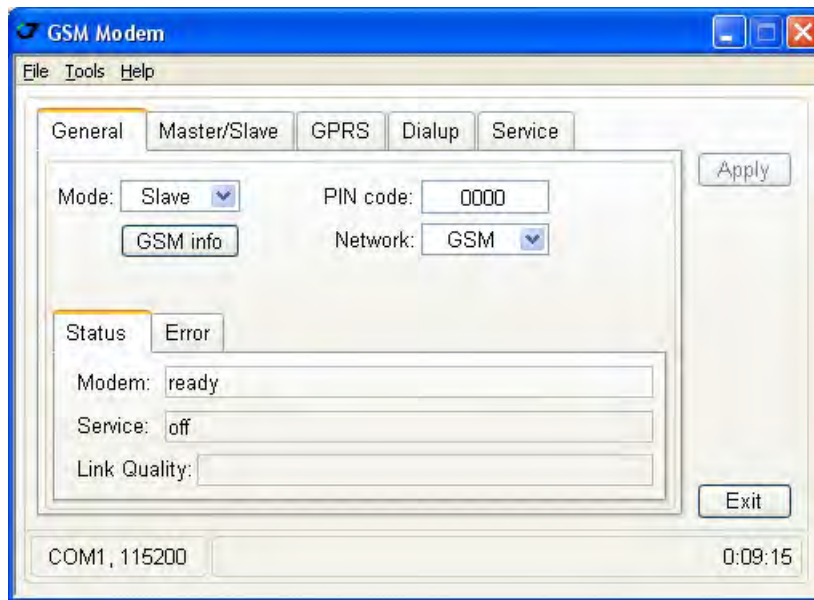 GSM Modem
File Tools Help
General Master/Slave GPRS Dialup Service
Apply
Mode: Slave PIN code: 0000
GSM info Network: GSM
Status Error
Modem: ready
Service: off
Link Quality:
Exit
COM1, 115200 0:09:15